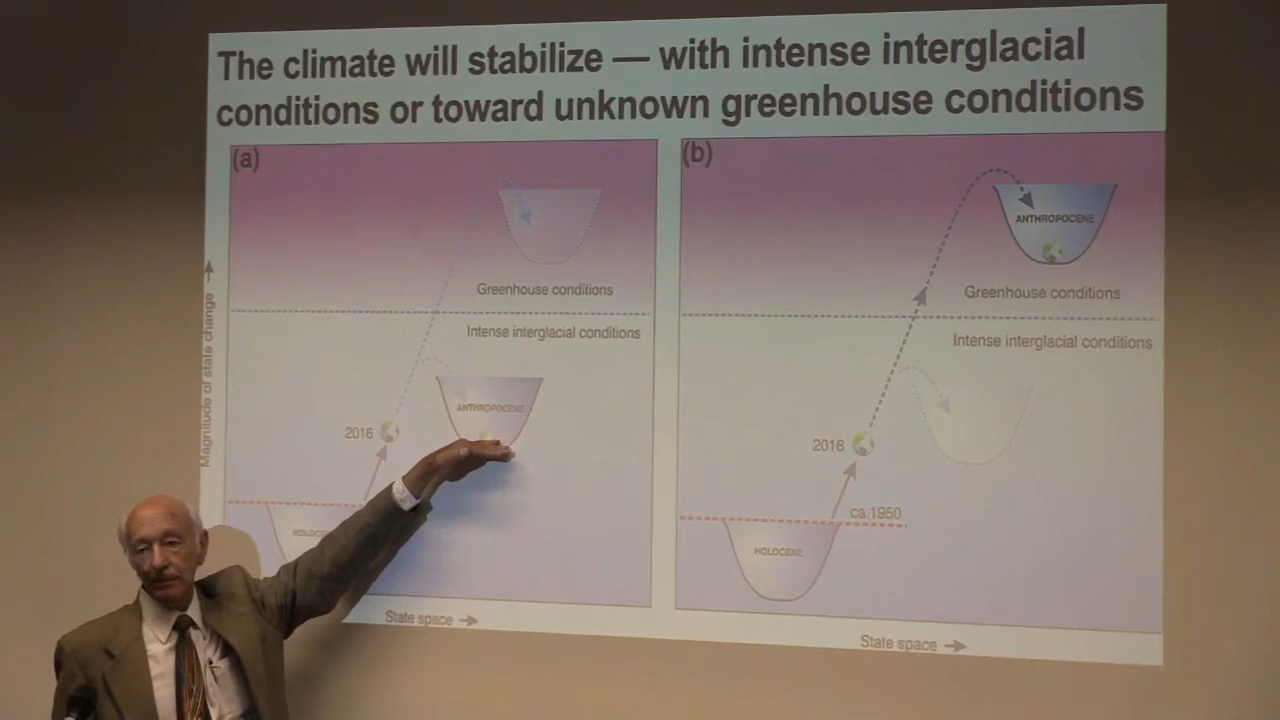 The climate will stabilize — with intense interglacial
conditions or toward unknown greenhouse conditions
(a)
Magnitude of state change
Greenhouse conditions
Intense interglacial conditions
ANTHROPOCENE
2016
HOLOC
State space
(b)
ANTHROPOCENE
Greenhouse conditions
Intense interglacial conditions
2016
ca.1950
HOLOCENE
State space